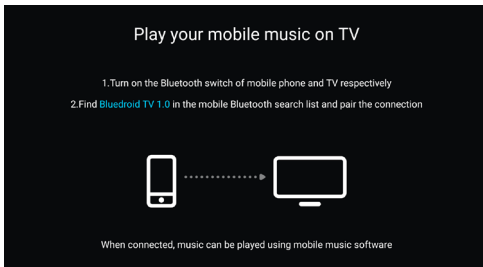 Play your mobile music on TV
1.Turn on the Bluetooth switch of mobile phone and TV respectively
2.Find Bluedroid TV 1.0 in the mobile Bluetooth search list and pair the connection
When connected, music can be played using mobile music software